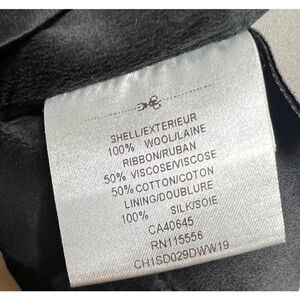 SHELL/EXTERIEUR
100% WOOL/LAINE
RIBBON/RUBAN
50% VISCOSE/VISCOSE
50% COTTON/COTON
LINING/DOUBLURE
100% SILK/SOIE
CA40645
RN115556
CH1SD029DWW19